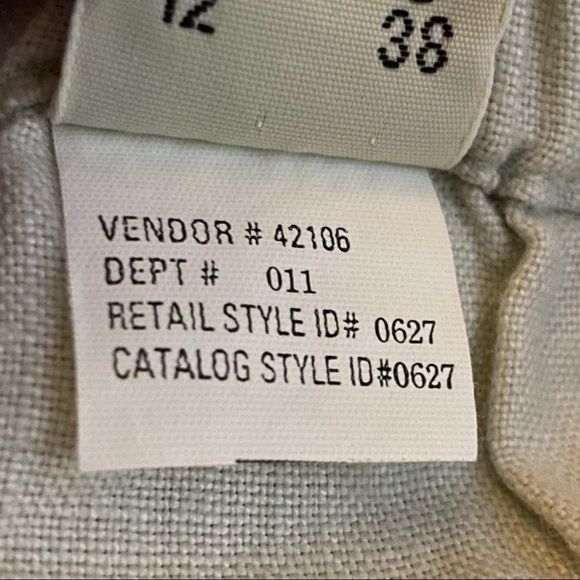 12 38
VENDOR # 42106
DEPT # 011
RETAIL STYLE ID# 0627
CATALOG STYLE ID#0627